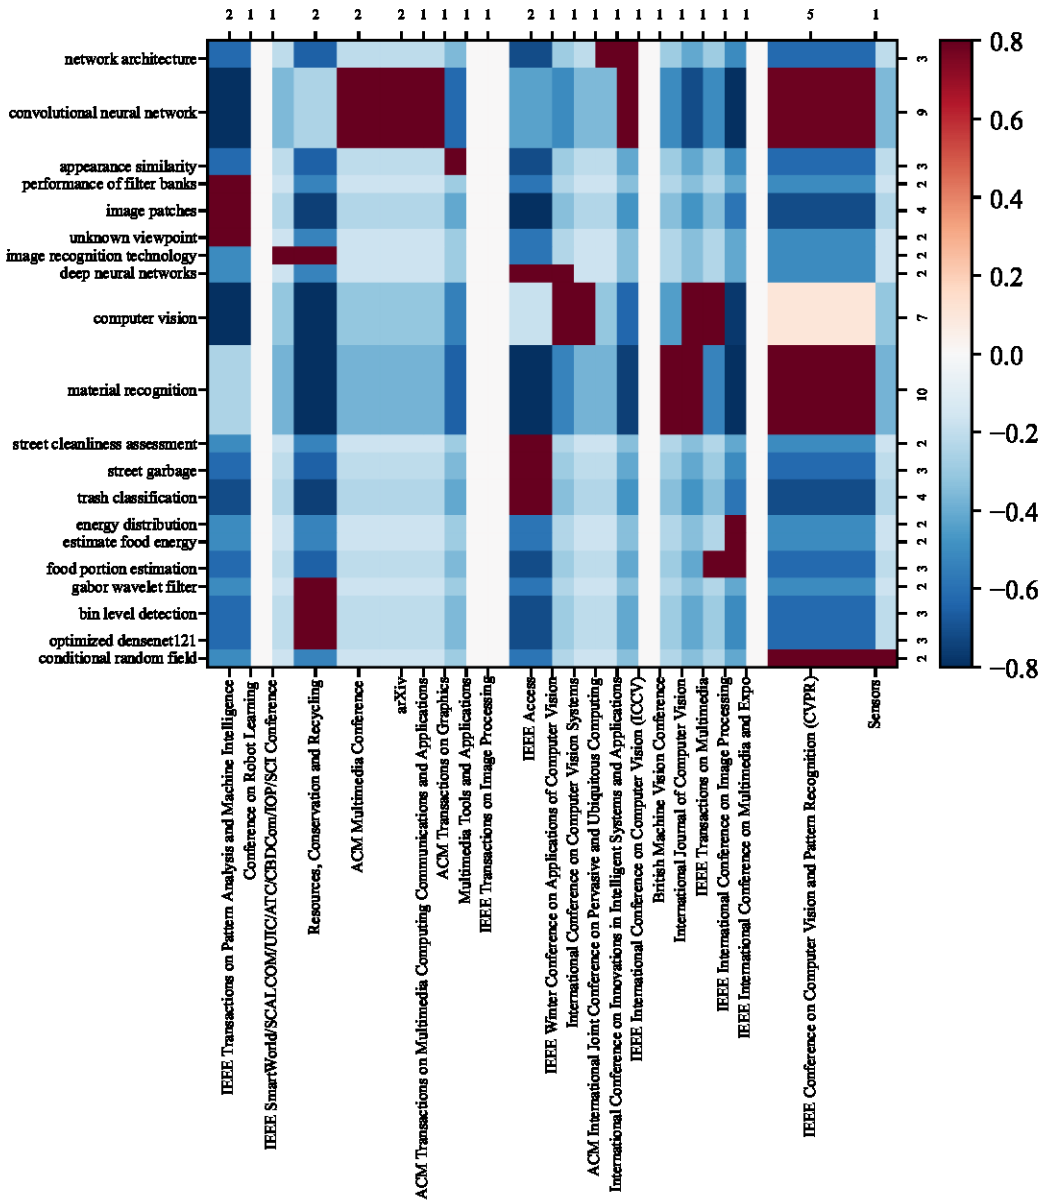 2 1 1 2 2 2 1 1 1 1 2 1 1 1 1 1 1 1 1 1 1 5 1
network architecture
convolutional neural network
appearance similarity
performance of filter banks
image patches
unknown viewpoint
image recognition technology
deep neural networks
computer vision
material recognition
street cleanliness assessment
street garbage
trash classification
energy distribution
estimate food energy
food portion estimation
gabor wavelet filter
bin level detection
optimized densenet121
conditional random field
3
9
3
2
4
2
2
2
7
10
2
3
4
2
2
3
2
3
3
2
0.8
0.6
0.4
0.2
0.0
−0.2
−0.4
−0.6
−0.8
IEEE Transactions on Pattern Analysis and Machine Intelligence
Conference on Robot Learning
IEEE SmartWorld/SCALCOM/UIC/ATC/CBDCom/IOP/SCI Conference
Resources, Conservation and Recycling
ACM Multimedia Conference
arXiv
ACM Transactions on Multimedia Computing Communications and Applications
ACM Transactions on Graphics
Multimedia Tools and Applications
IEEE Transactions on Image Processing
IEEE Access
IEEE Winter Conference on Applications of Computer Vision
International Conference on Computer Vision Systems
ACM International Joint Conference on Pervasive and Ubiquitous Computing
International Conference on Innovations in Intelligent Systems and Applications
IEEE International Conference on Computer Vision (ICCV)
British Machine Vision Conference
International Journal of Computer Vision
IEEE Transactions on Multimedia
IEEE International Conference on Image Processing
IEEE International Conference on Multimedia and Expo
IEEE Conference on Computer Vision and Pattern Recognition (CVPR)
Sensors